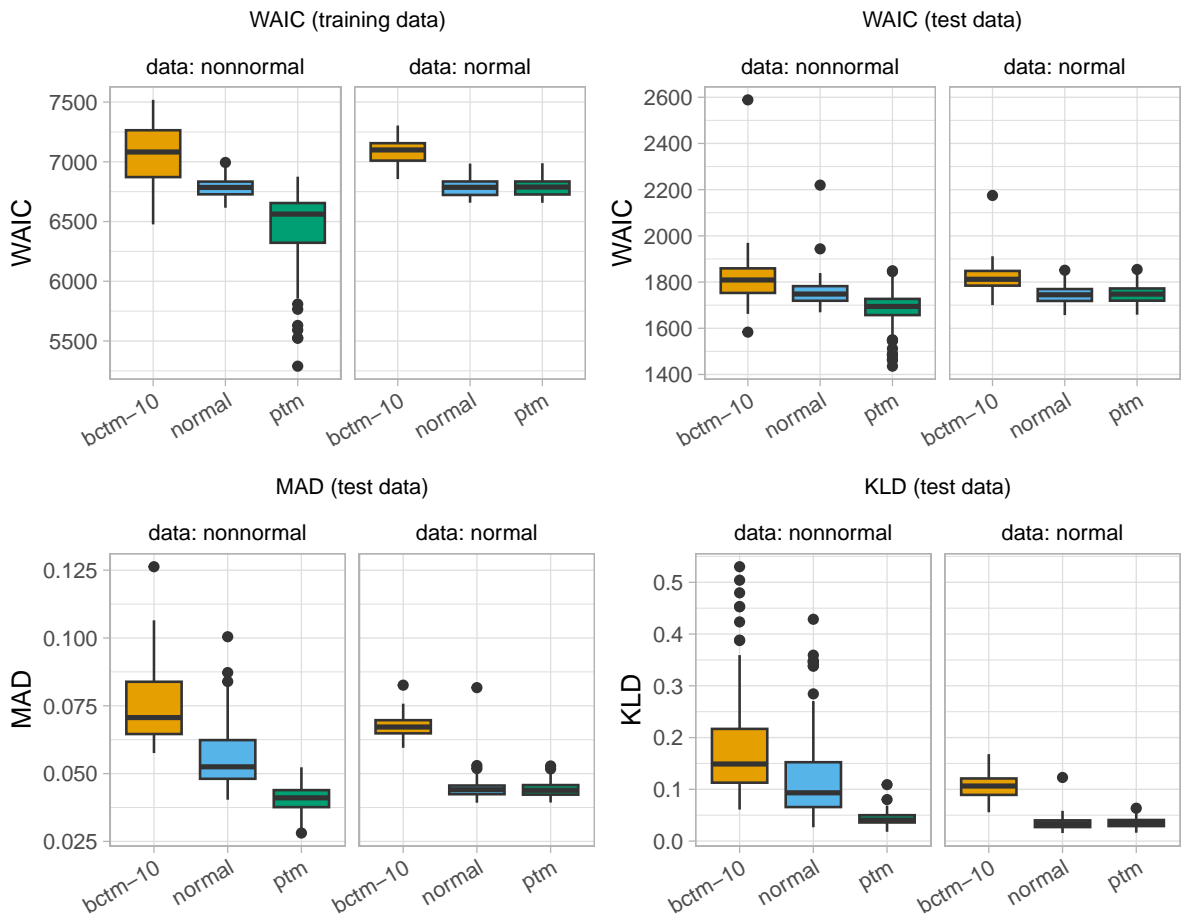 WAIC (training data)
data: nonnormal
data: normal
WAIC
7500
7000
6500
6000
5500
bctm−10
normal
ptm
bctm−10
normal
ptm
WAIC (test data)
data: nonnormal
data: normal
WAIC
2600
2400
2200
2000
1800
1600
1400
bctm−10
normal
ptm
bctm−10
normal
ptm
MAD (test data)
data: nonnormal
data: normal
MAD
0.125
0.100
0.075
0.050
0.025
bctm−10
normal
ptm
bctm−10
normal
ptm
KLD (test data)
data: nonnormal
data: normal
KLD
0.5
0.4
0.3
0.2
0.1
0.0
bctm−10
normal
ptm
bctm−10
normal
ptm